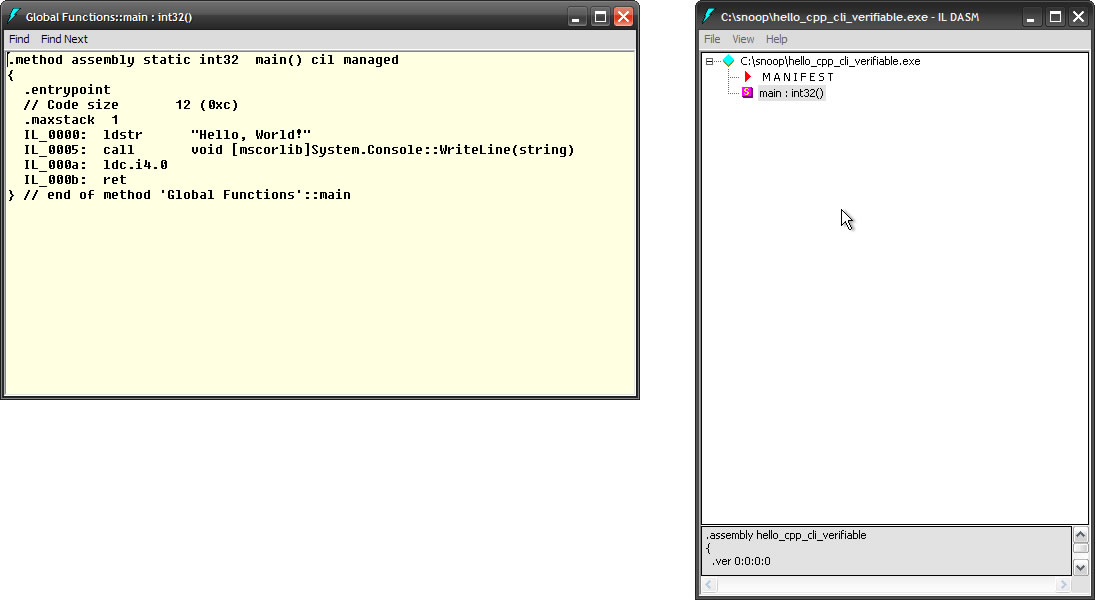 Global Functions::main : int32()
Find Find Next
.method assembly static int32  main() cil managed
{
  .entrypoint
  // Code size       12 (0xc)
  .maxstack  1
  IL_0000:  ldstr      "Hello, World!"
  IL_0005:  call       void [mscorlib]System.Console::WriteLine(string)
  IL_000a:  ldc.i4.0
  IL_000b:  ret
} // end of method 'Global Functions'::main
C:\snoop\hello_cpp_cli_verifiable.exe - IL DASM
File View Help
C:\snoop\hello_cpp_cli_verifiable.exe
M A N I F E S T
S main : int32()
.assembly hello_cpp_cli_verifiable
{
  .ver 0:0:0:0